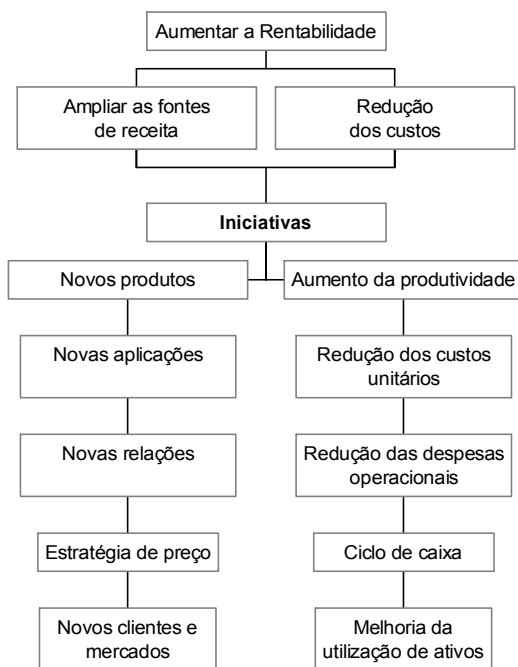 Aumentar a Rentabilidade
Ampliar as fontes
de receita
Redução
dos custos
Iniciativas
Novos produtos
Aumento da produtividade
Novas aplicações
Redução dos custos
unitários
Novas relações
Redução das despesas
operacionais
Estratégia de preço
Ciclo de caixa
Novos clientes e
mercados
Melhoria da
utilização de ativos